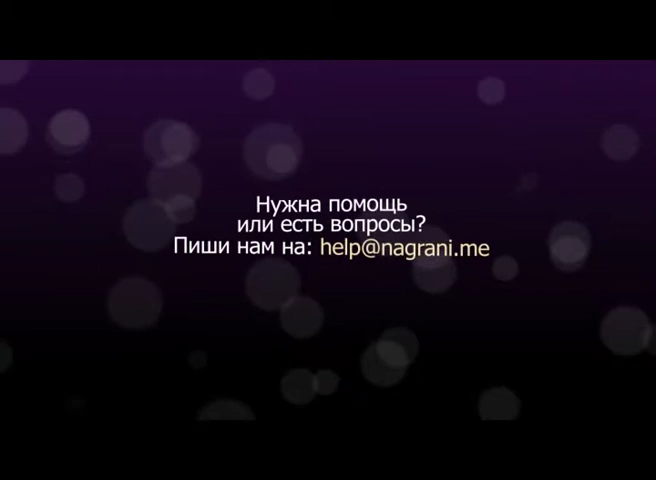 Нужна помощь
или есть вопросы?
Пиши нам на: help@nagrani.me